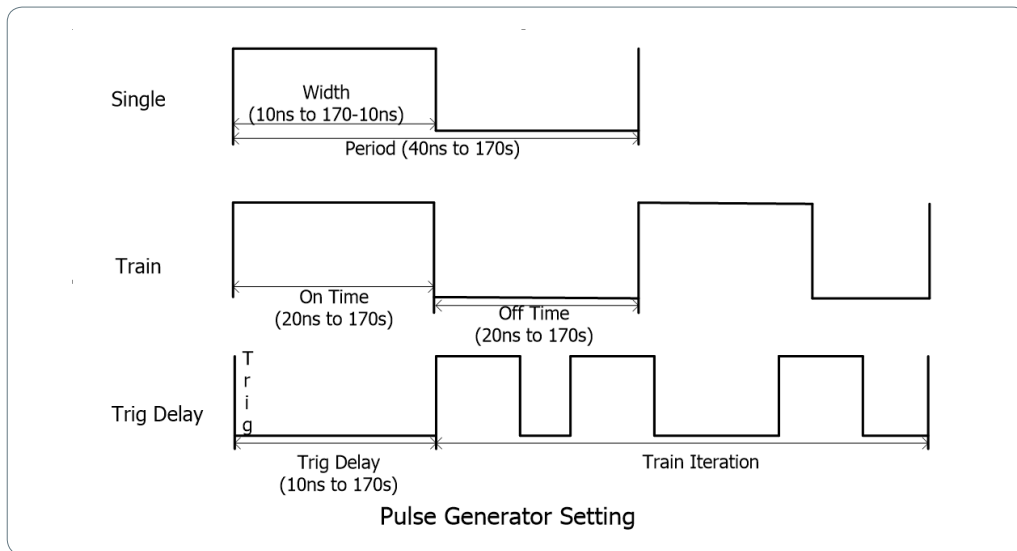 Single
Width
(10ns to 170-10ns)
Period (40ns to 170s)
Train
On Time
(20ns to 170s)
Off Time
(20ns to 170s)
Trig
Trig Delay
Trig Delay
(10ns to 170s)
Train Iteration
Pulse Generator Setting